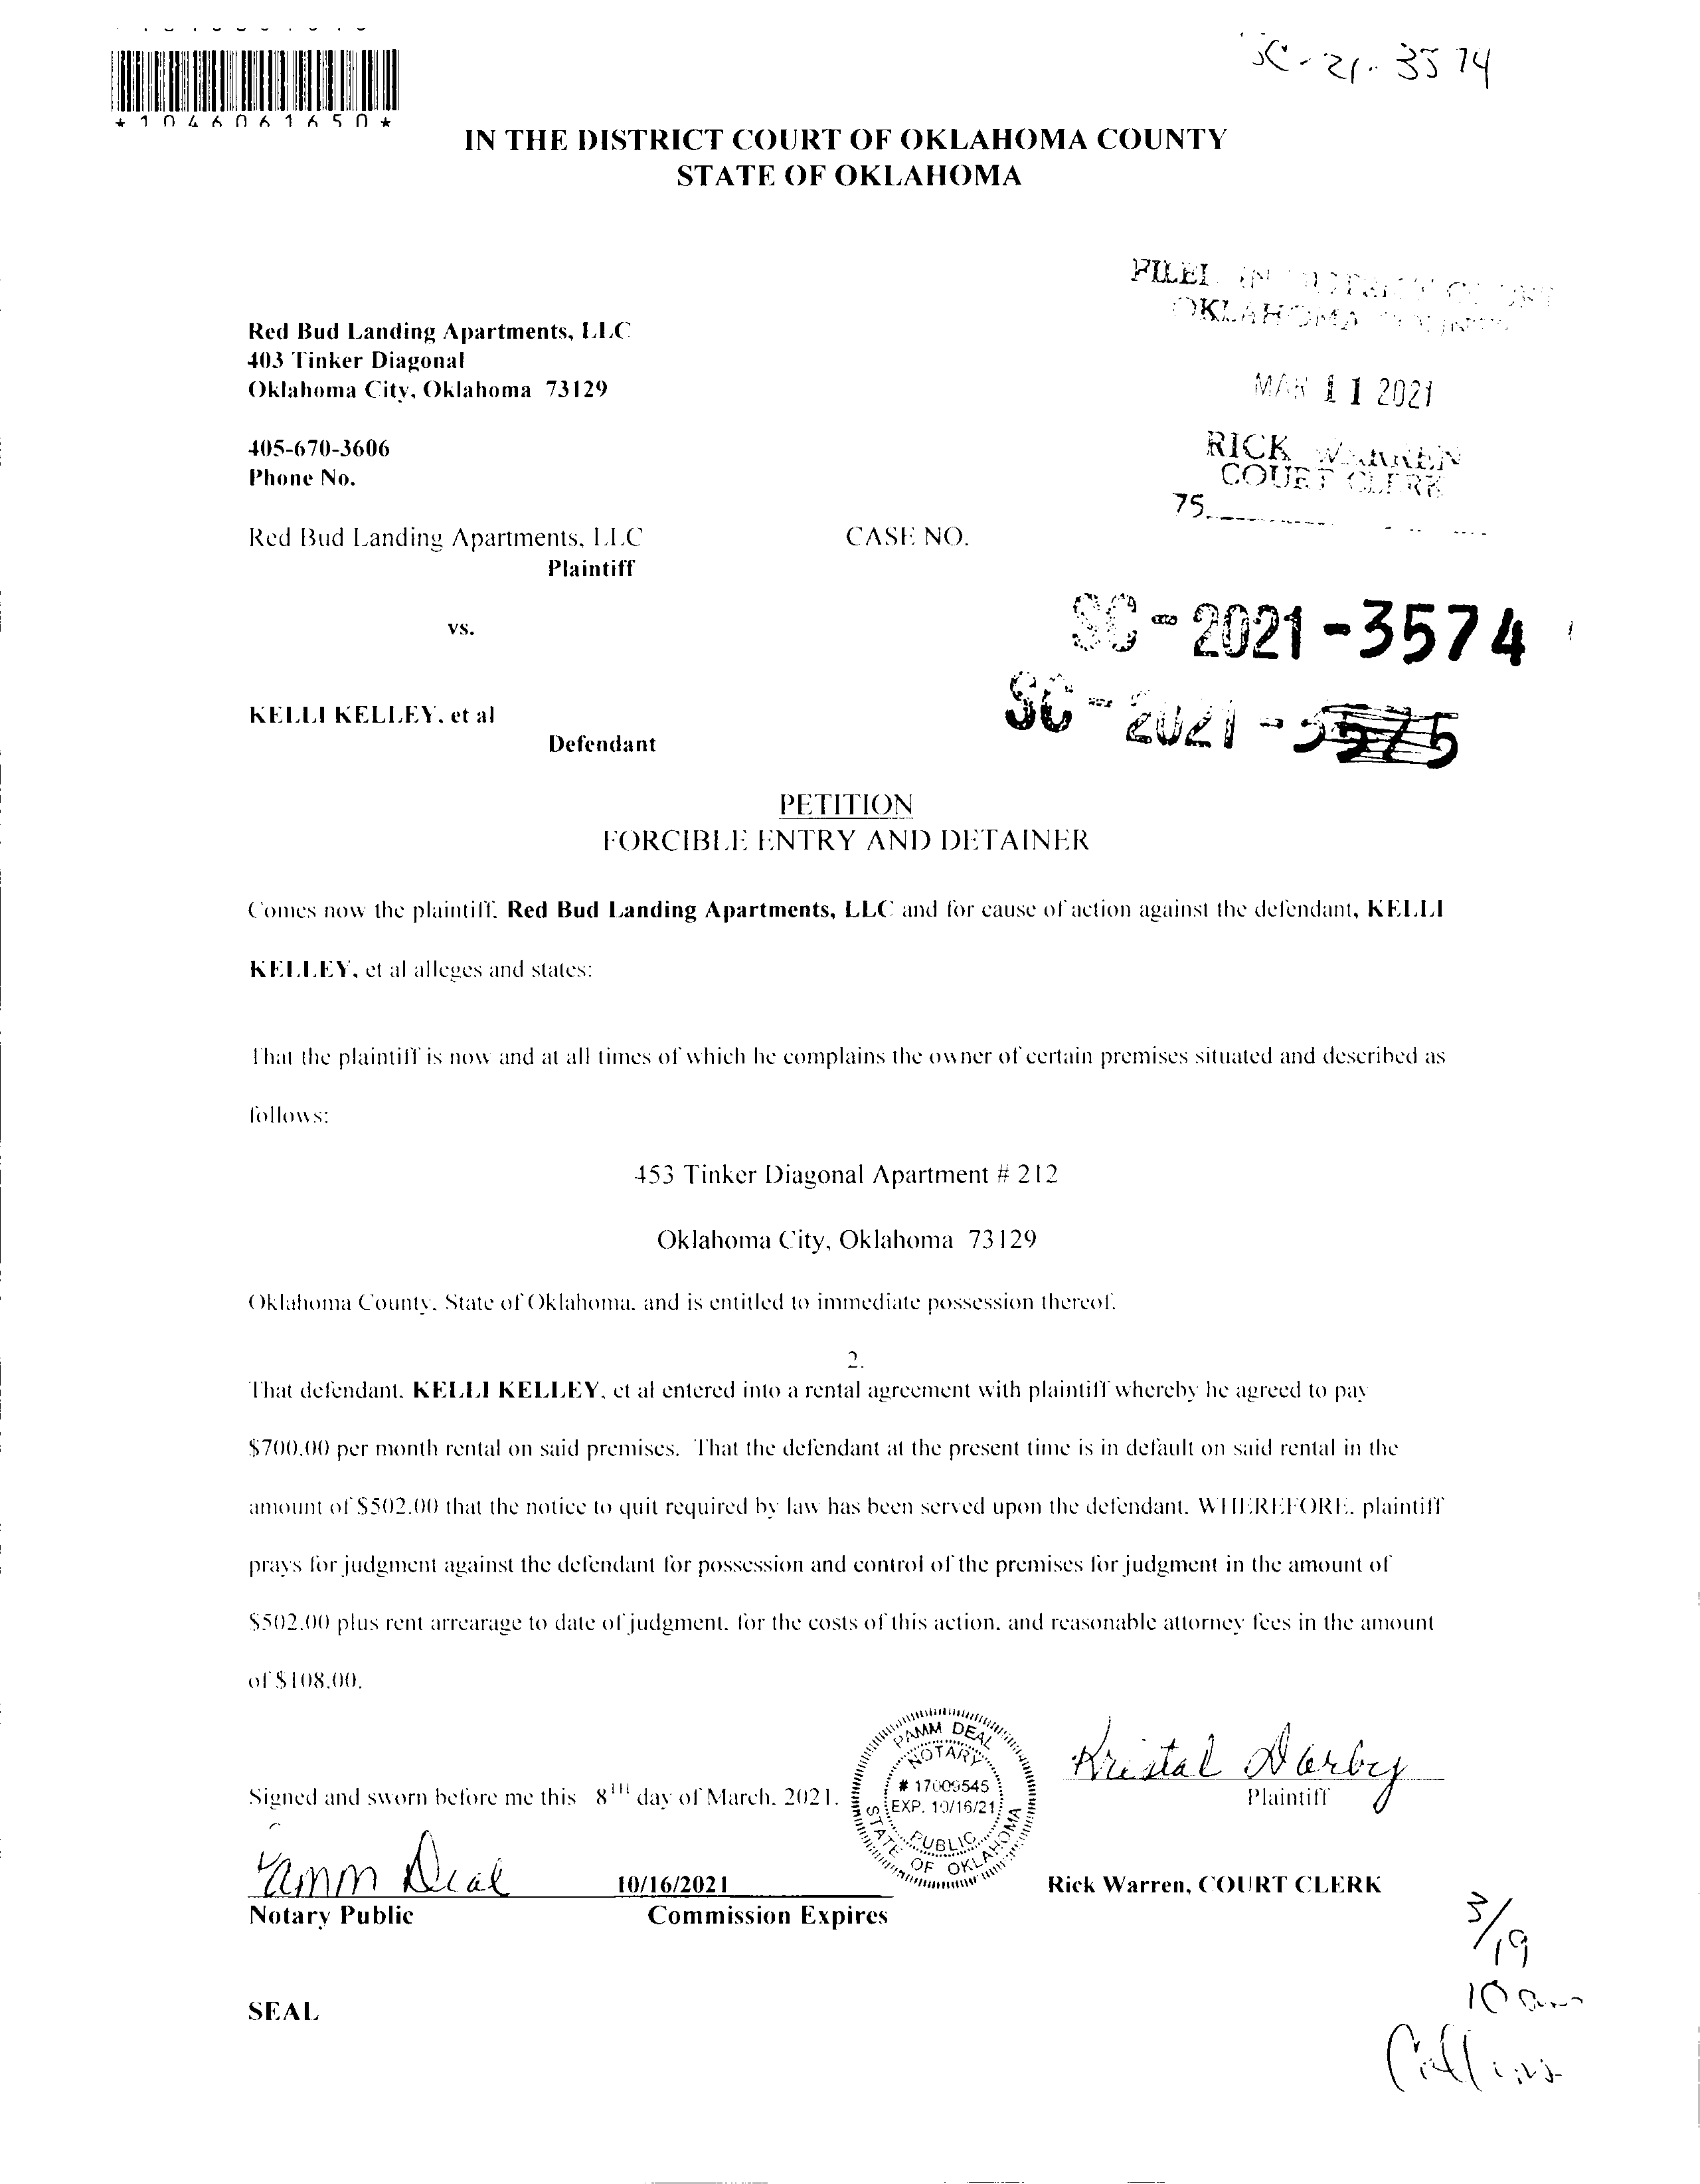 SC-21-3574
*1046061650*
IN THE DISTRICT COURT OF OKLAHOMA COUNTY
STATE OF OKLAHOMA
FILED IN DISTRICT COURT
OKLAHOMA COUNTY
Red Bud Landing Apartments, LLC
403 Tinker Diagonal
Oklahoma City, Oklahoma 73129
MAR 11 2021
405-670-3606
Phone No.
RICK WARREN
COURT CLERK
75
Red Bud Landing Apartments, LLC CASE NO.
Plaintiff
vs.
SC-2021-3574
KELLI KELLEY, et al
Defendant
SC-2021-3575
PETITION
FORCIBLE ENTRY AND DETAINER
Comes now the plaintiff, Red Bud Landing Apartments, LLC and for cause of action against the defendant, KELLI
KELLEY, et al alleges and states:
That the plaintiff is now and at all times of which he complains the owner of certain premises situated and described as
follows:
453 Tinker Diagonal Apartment # 212
Oklahoma City, Oklahoma 73129
Oklahoma County, State of Oklahoma, and is entitled to immediate possession thereof.
2.
That defendant, KELLI KELLEY, et al entered into a rental agreement with plaintiff whereby he agreed to pay
$700.00 per month rental on said premises. That the defendant at the present time is in default on said rental in the
amount of $502.00 that the notice to quit required by law has been served upon the defendant. WHEREFORE, plaintiff
prays for judgment against the defendant for possession and control of the premises for judgment in the amount of
$502.00 plus rent arrearage to date of judgment, for the costs of this action, and reasonable attorney fees in the amount
of $108.00.
PAMM DEAL
NOTARY
# 17009545
EXP. 10/16/21
PUBLIC
STATE OF OKLAHOMA
Kristal Darby
Signed and sworn before me this 8TH day of March, 2021.
Plaintiff
Pamm Deal 10/16/2021
Rick Warren, COURT CLERK
Notary Public Commission Expires
3/19
10 am
SEAL
Collins